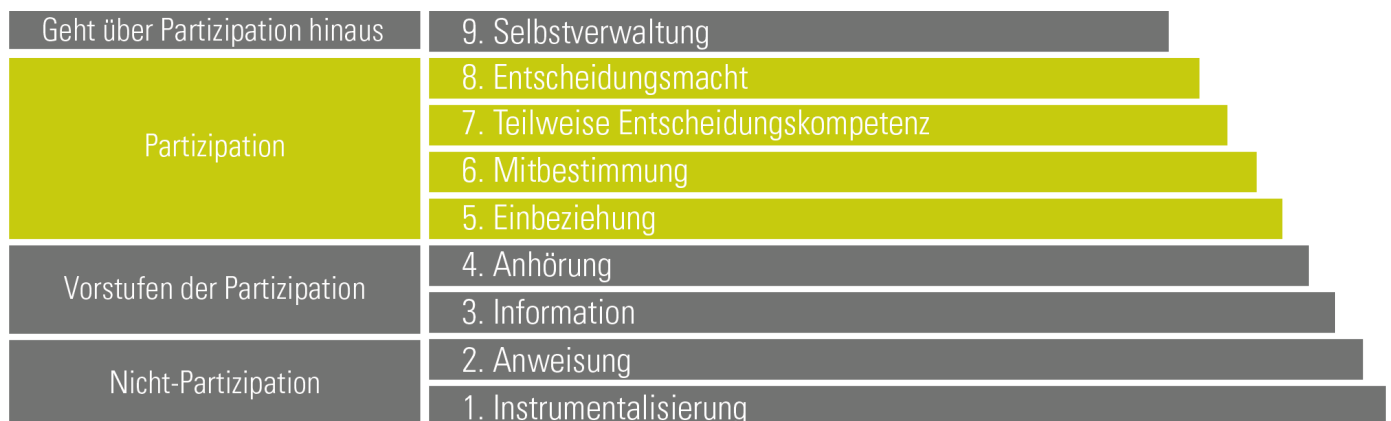 Geht über Partizipation hinaus
9. Selbstverwaltung
Partizipation
8. Entscheidungsmacht
7. Teilweise Entscheidungskompetenz
6. Mitbestimmung
5. Einbeziehung
Vorstufen der Partizipation
4. Anhörung
3. Information
Nicht-Partizipation
2. Anweisung
1. Instrumentalisierung